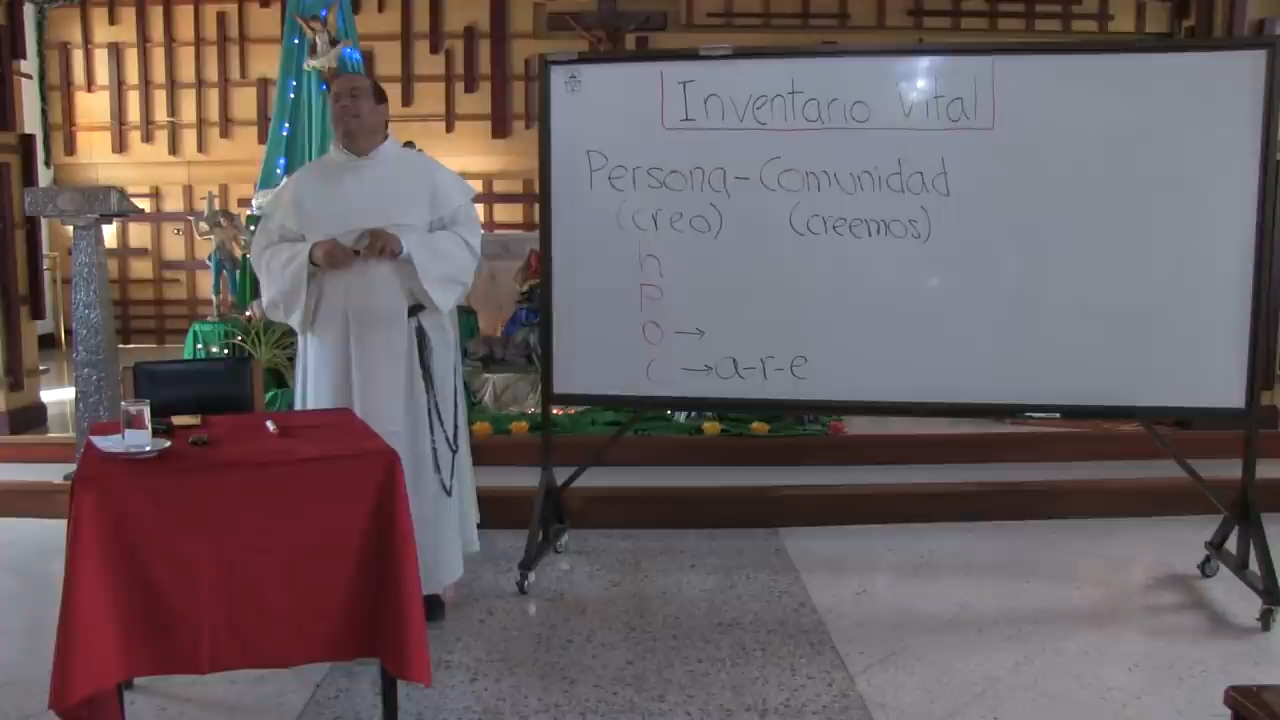 Inventario Vital
Persona - Comunidad
(creo) (creemos)
h
P
O →
C → a-r-e